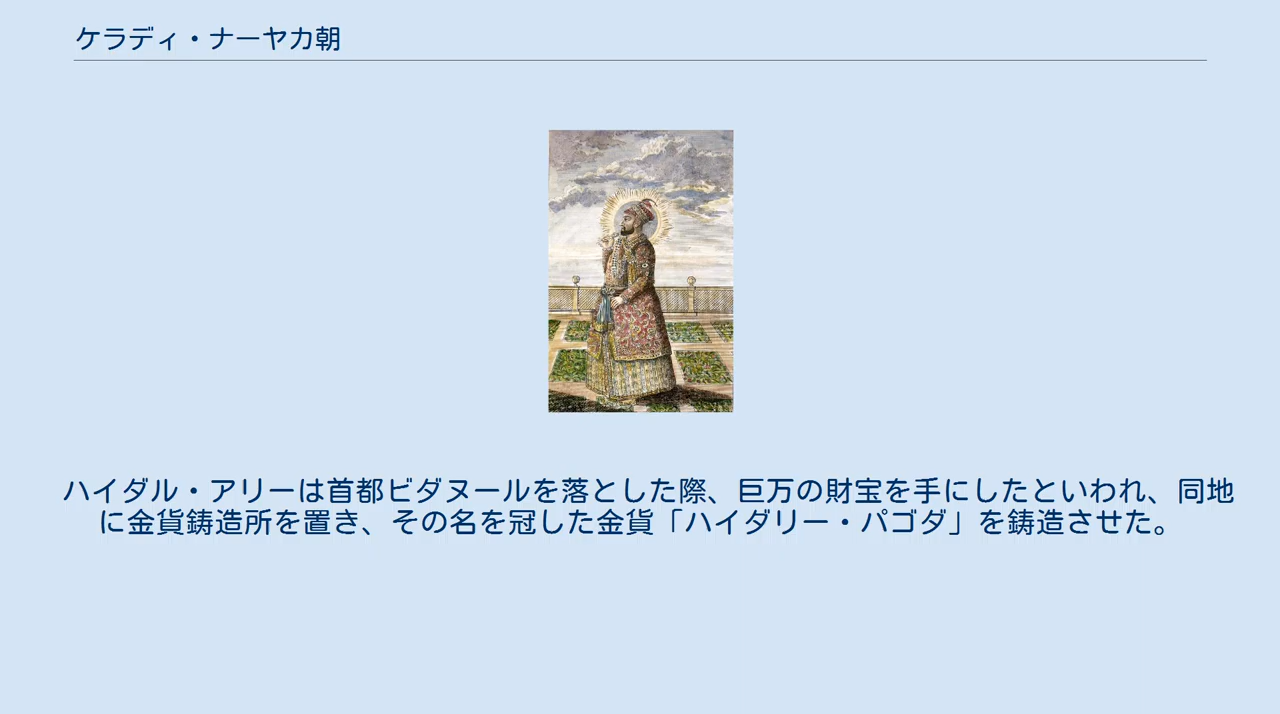 ケラディ・ナーヤカ朝
ハイダル・アリーは首都ビダヌールを落とした際、巨万の財宝を手にしたといわれ、同地
に金貨鋳造所を置き、その名を冠した金貨「ハイダリー・パゴダ」を鋳造させた。